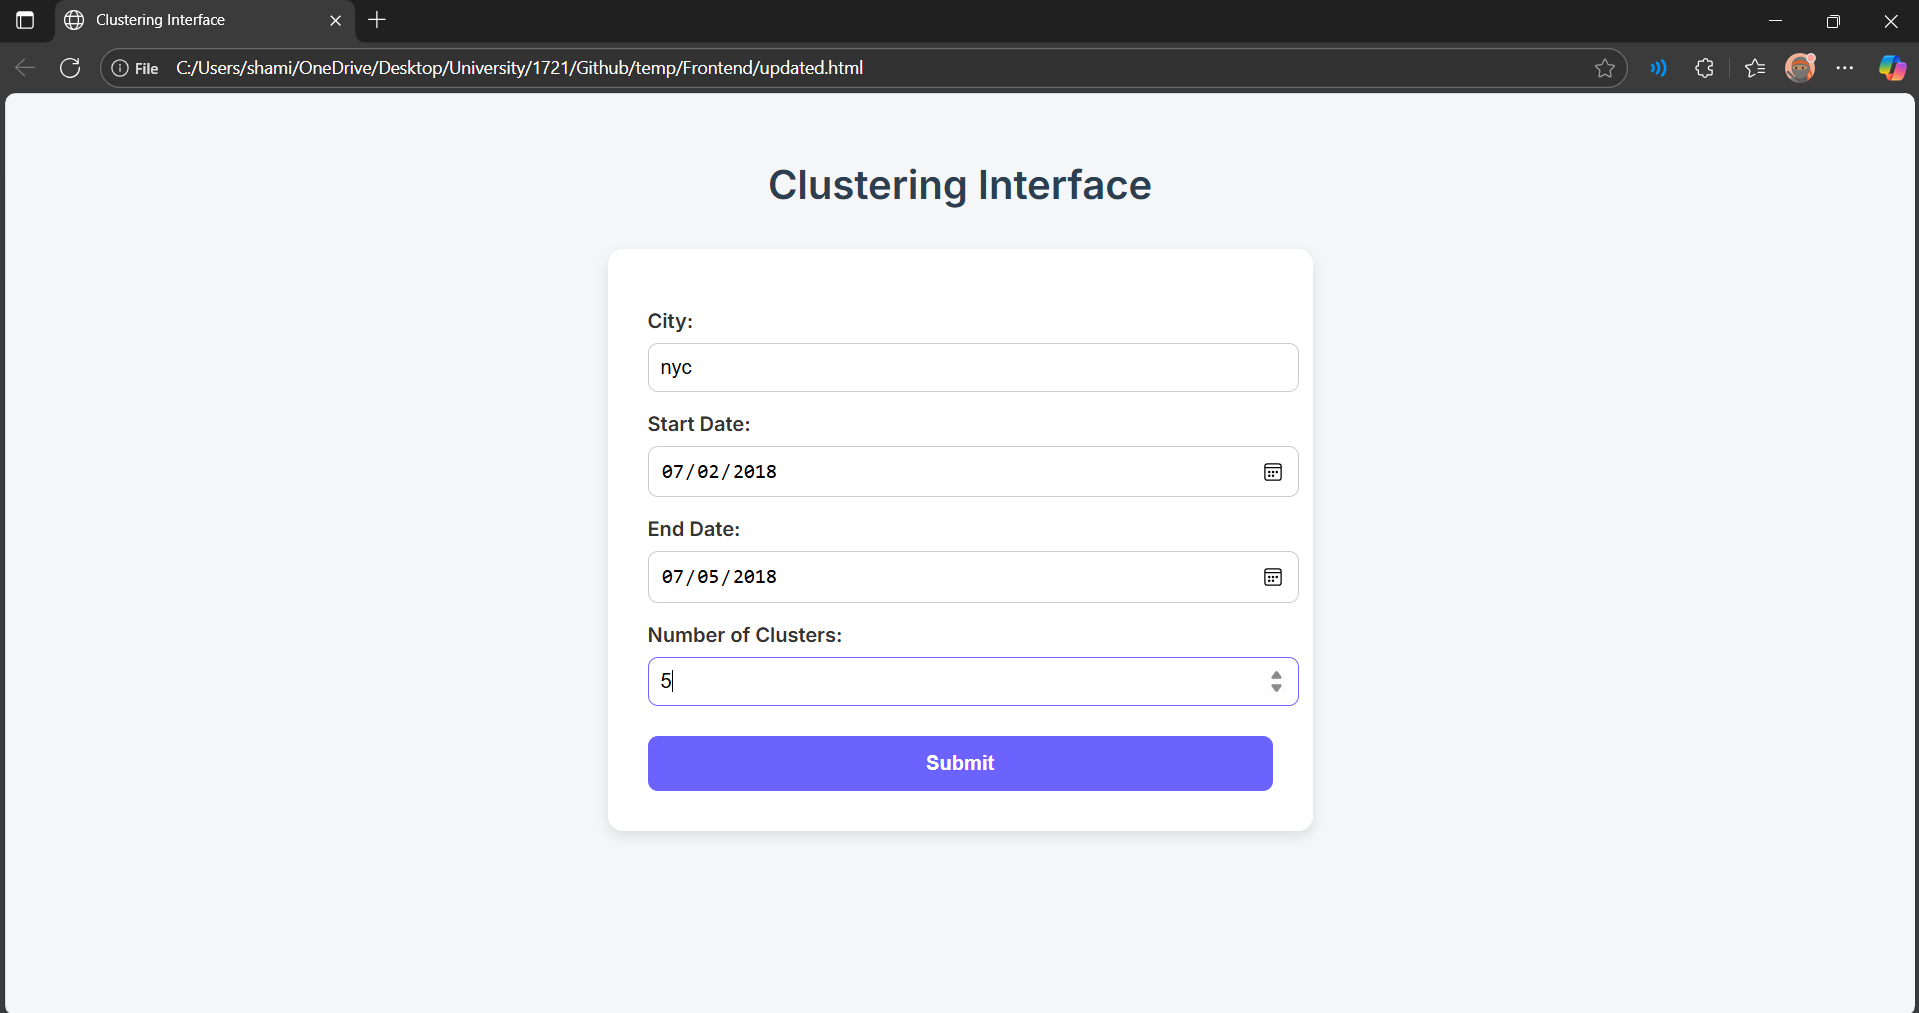 Clustering Interface
File C:/Users/shami/OneDrive/Desktop/University/1721/Github/temp/Frontend/updated.html
Clustering Interface
City:
nyc
Start Date:
07/02/2018
End Date:
07/05/2018
Number of Clusters:
5
Submit